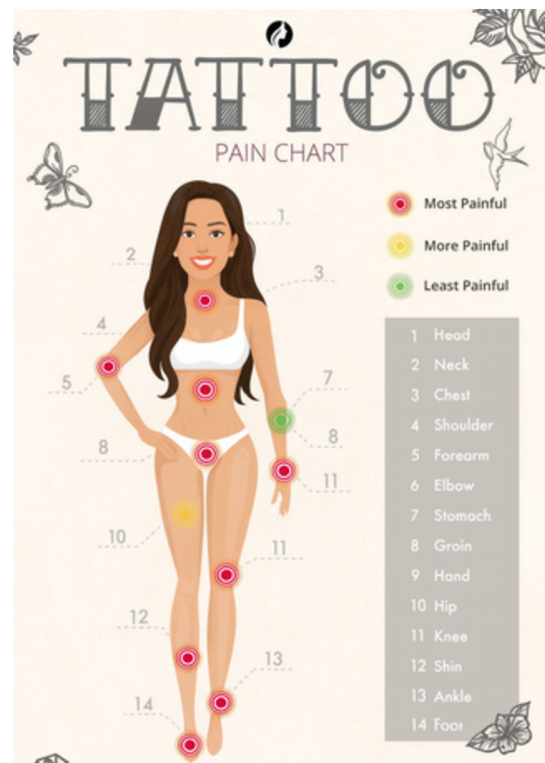 TATTOO
PAIN CHART
Most Painful
More Painful
Least Painful
1
2
3
4
5
7
8
8
11
10
11
12
13
14
1 Head
2 Neck
3 Chest
4 Shoulder
5 Forearm
6 Elbow
7 Stomach
8 Groin
9 Hand
10 Hip
11 Knee
12 Shin
13 Ankle
14 Foot